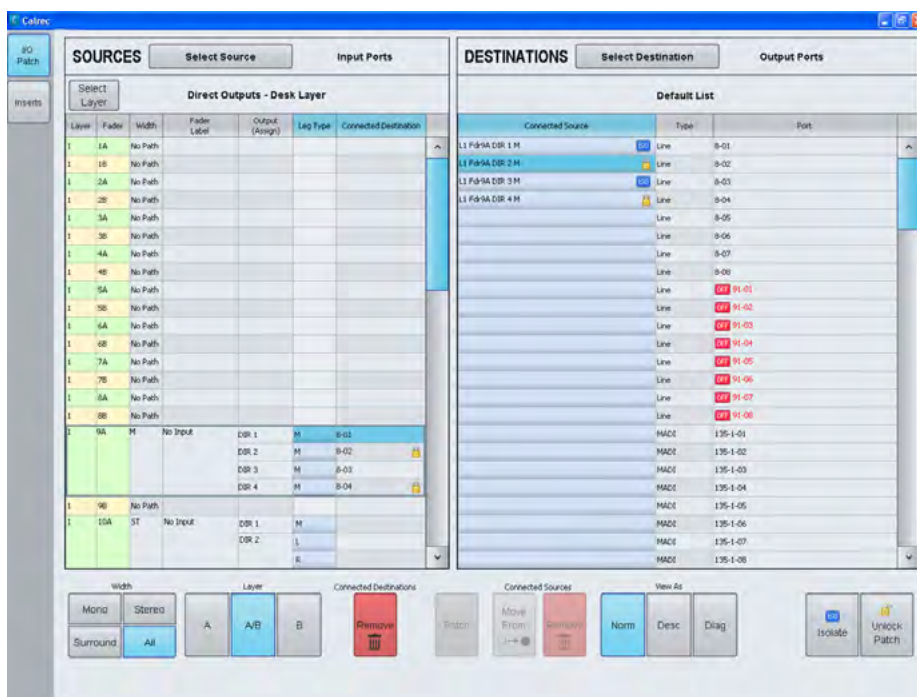 Calrec
I/O Patch
Inserts
SOURCES Select Source Input Ports
Select Layer Direct Outputs - Desk Layer
Layer Fader Width Fader Label Output (Assign) Leg Type Connected Destination
1 1A No Path
1 1B No Path
1 2A No Path
1 2B No Path
1 3A No Path
1 3B No Path
1 4A No Path
1 4B No Path
1 5A No Path
1 5B No Path
1 6A No Path
1 6B No Path
1 7A No Path
1 7B No Path
1 8A No Path
1 8B No Path
1 9A M No Input DIR 1 M 8-01
DIR 2 M 8-02
DIR 3 M 8-03
DIR 4 M 8-04
1 9B No Path
1 10A ST No Input DIR 1 M
DIR 2 L
R
DESTINATIONS Select Destination Output Ports
Default List
Connected Source Type Port
L1 Fdr9A DIR 1 M ISO Line 8-01
L1 Fdr9A DIR 2 M Line 8-02
L1 Fdr9A DIR 3 M ISO Line 8-03
L1 Fdr9A DIR 4 M Line 8-04
Line 8-05
Line 8-06
Line 8-07
Line 8-08
Line OFF 91-01
Line OFF 91-02
Line OFF 91-03
Line OFF 91-04
Line OFF 91-05
Line OFF 91-06
Line OFF 91-07
Line OFF 91-08
MADI 135-1-01
MADI 135-1-02
MADI 135-1-03
MADI 135-1-04
MADI 135-1-05
MADI 135-1-06
MADI 135-1-07
MADI 135-1-08
Width Layer Connected Destinations Connected Sources View As
Mono Stereo
Surround All
A A/B B
Remove
Patch
Move From
Remove
Norm Desc Diag
ISO Isolate
Unlock Patch